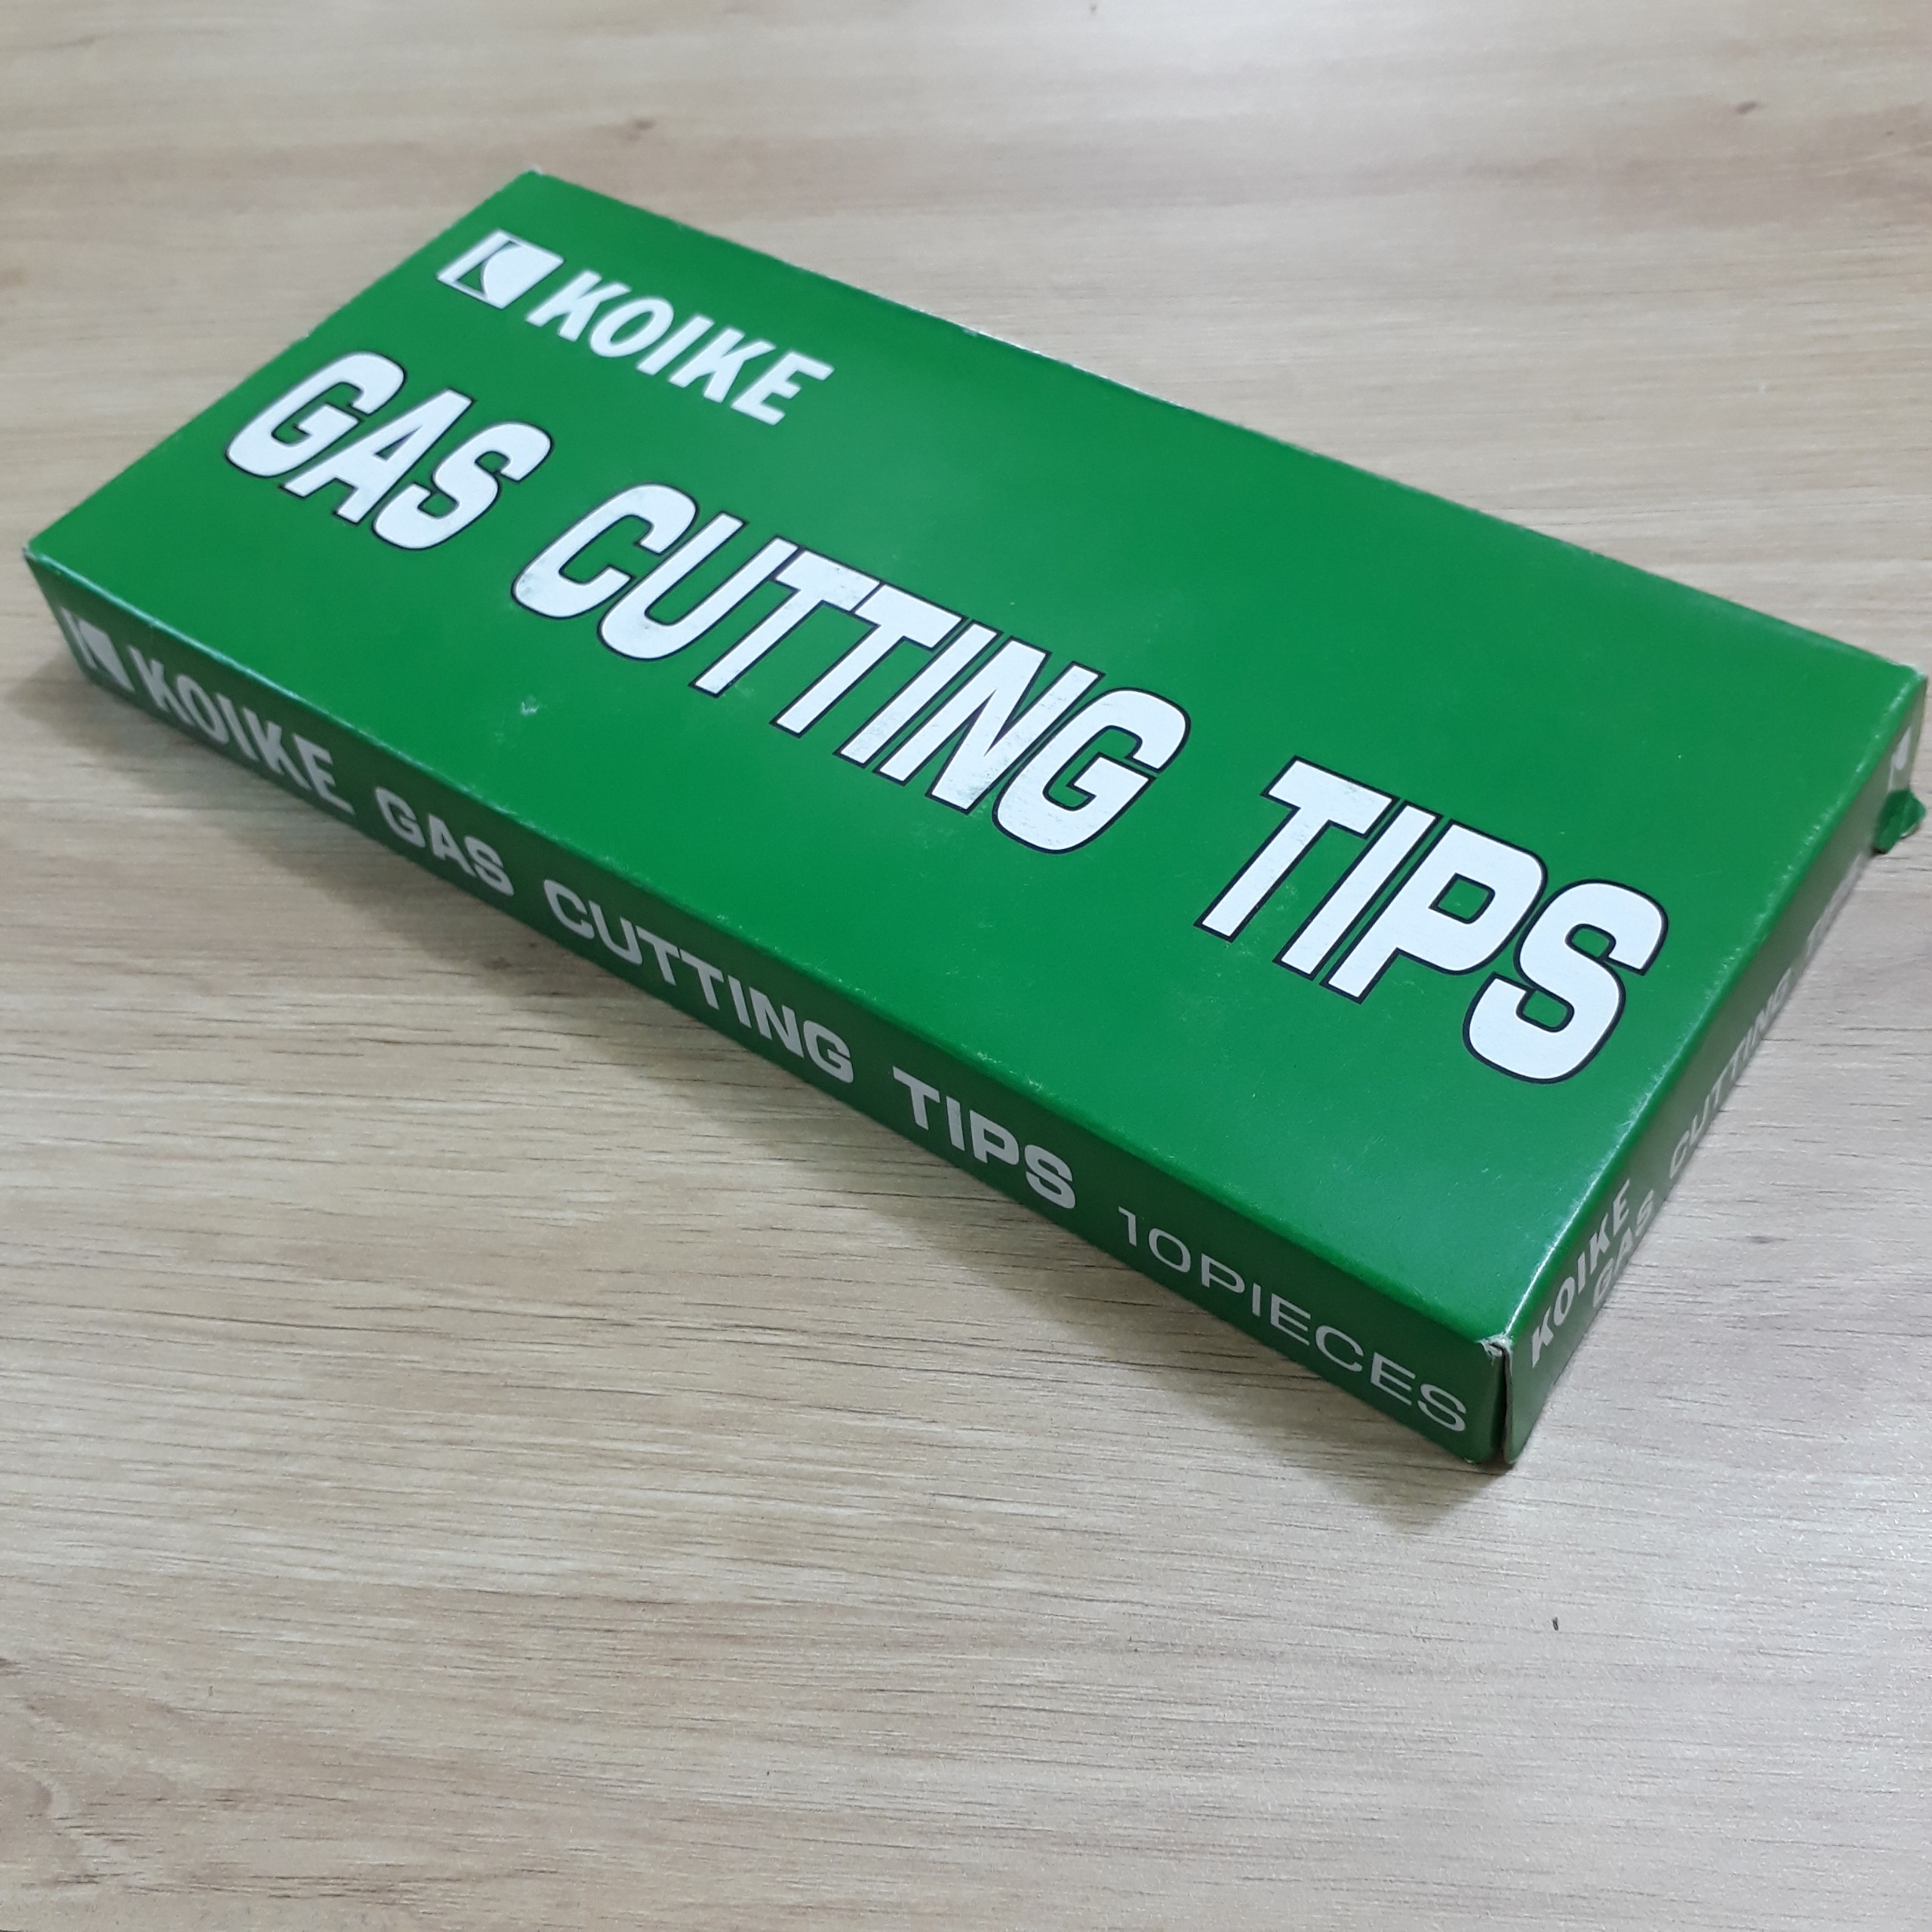 KOIKE
GAS CUTTING TIPS
KOIKE GAS CUTTING TIPS 10PIECES
KOIKE
GAS CUTTING